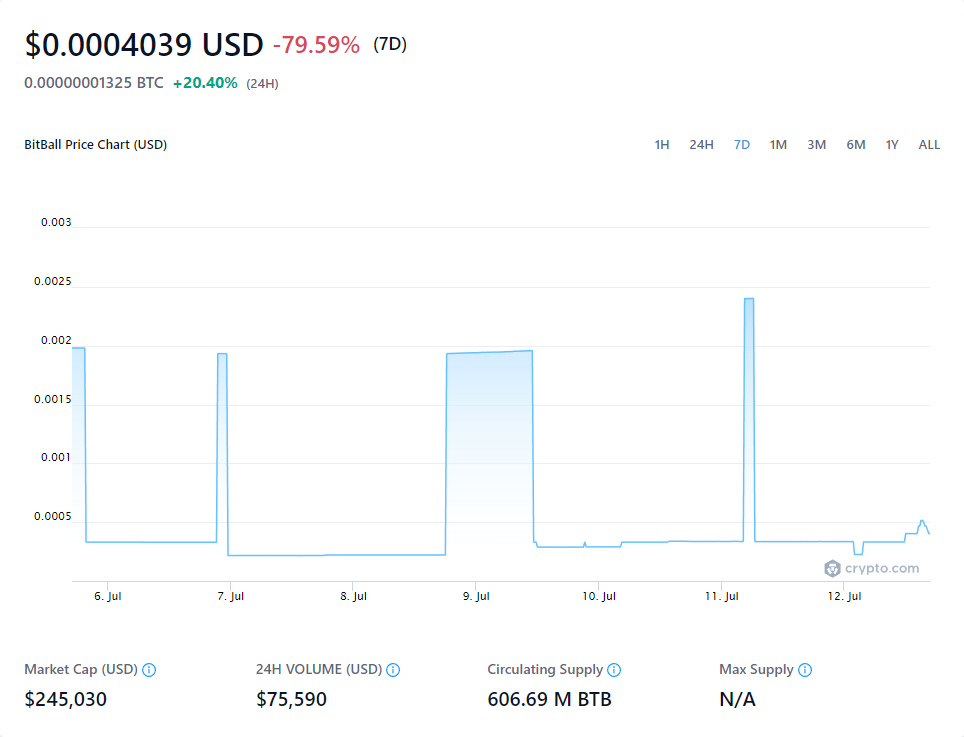 $0.0004039 USD -79.59% (7D)
0.00000001325 BTC +20.40% (24H)
BitBall Price Chart (USD) 1H 24H 7D 1M 3M 6M 1Y ALL
0.003
0.0025
0.002
0.0015
0.001
0.0005
crypto.com
6. Jul 7. Jul 8. Jul 9. Jul 10. Jul 11. Jul 12. Jul
Market Cap (USD) 24H VOLUME (USD) Circulating Supply Max Supply
$245,030 $75,590 606.69 M BTB N/A